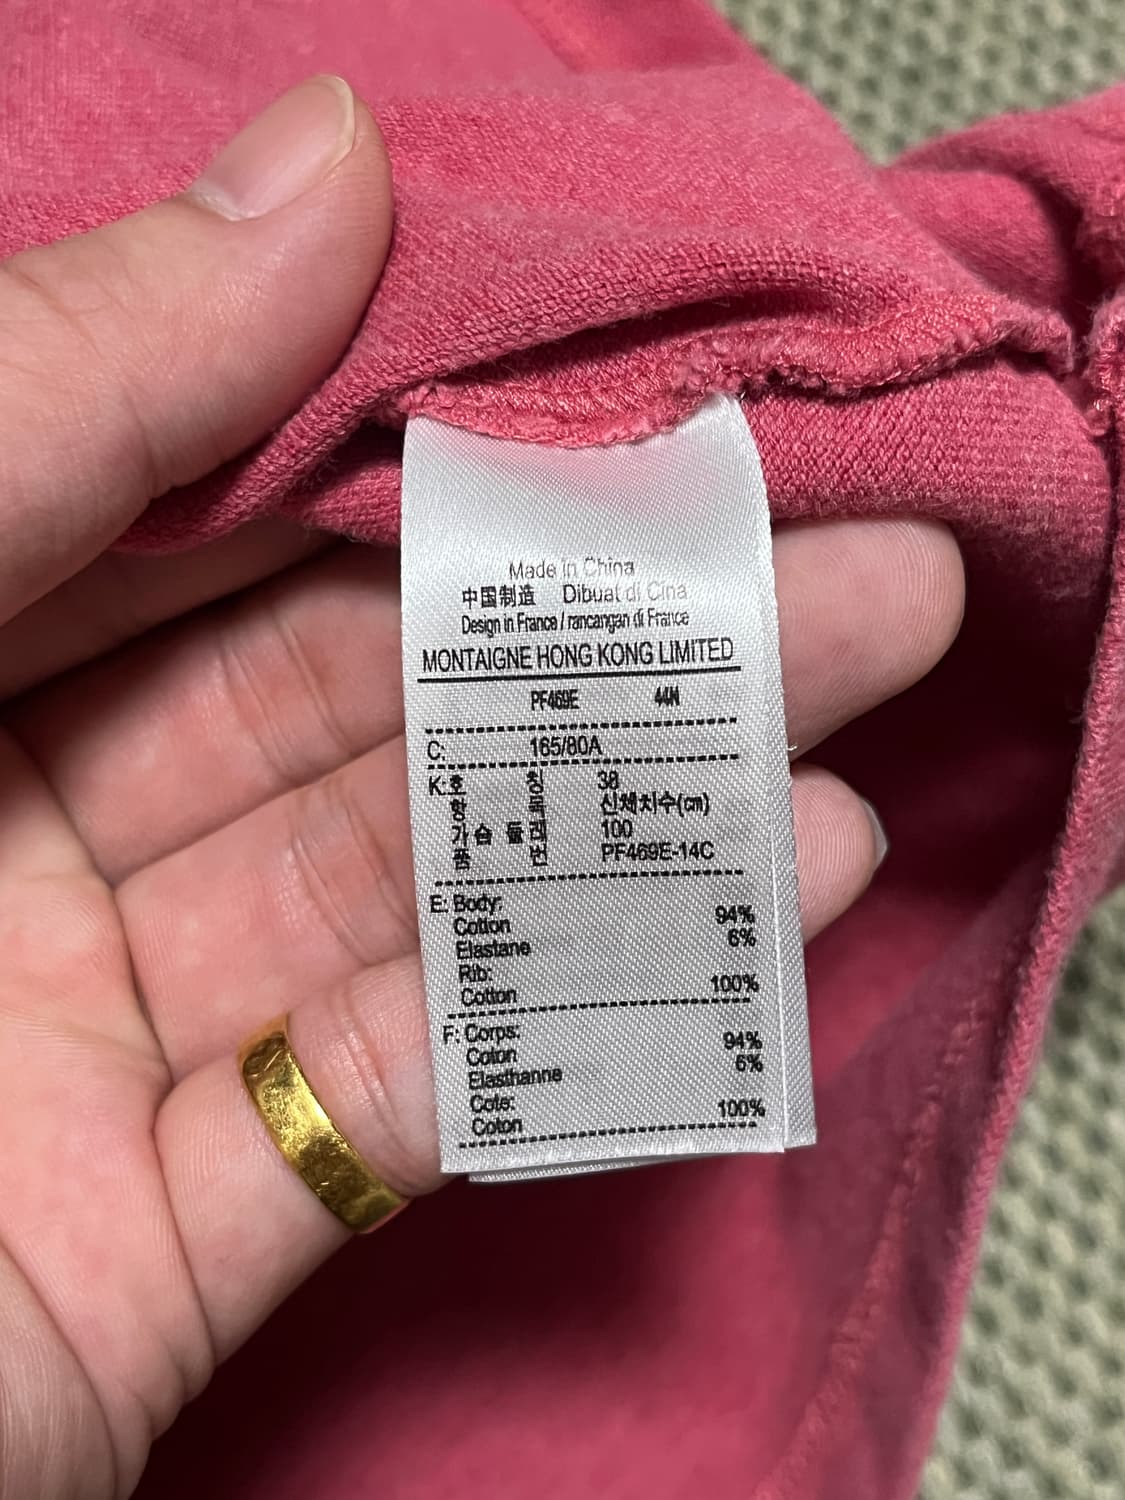 Made in China
中国制造 Dibuat di Cina
Design in France / rancangan di France
MONTAIGNE HONG KONG LIMITED
PF469E 44N
C: 165/80A
K: 호 칭 38
항 목 신체치수(cm)
가 슴 둘 레 100
품 번 PF469E-14C
E: Body:
Cotton 94%
Elastane 6%
Rib:
Cotton 100%
F: Corps:
Coton 94%
Elasthanne 6%
Cote:
Coton 100%